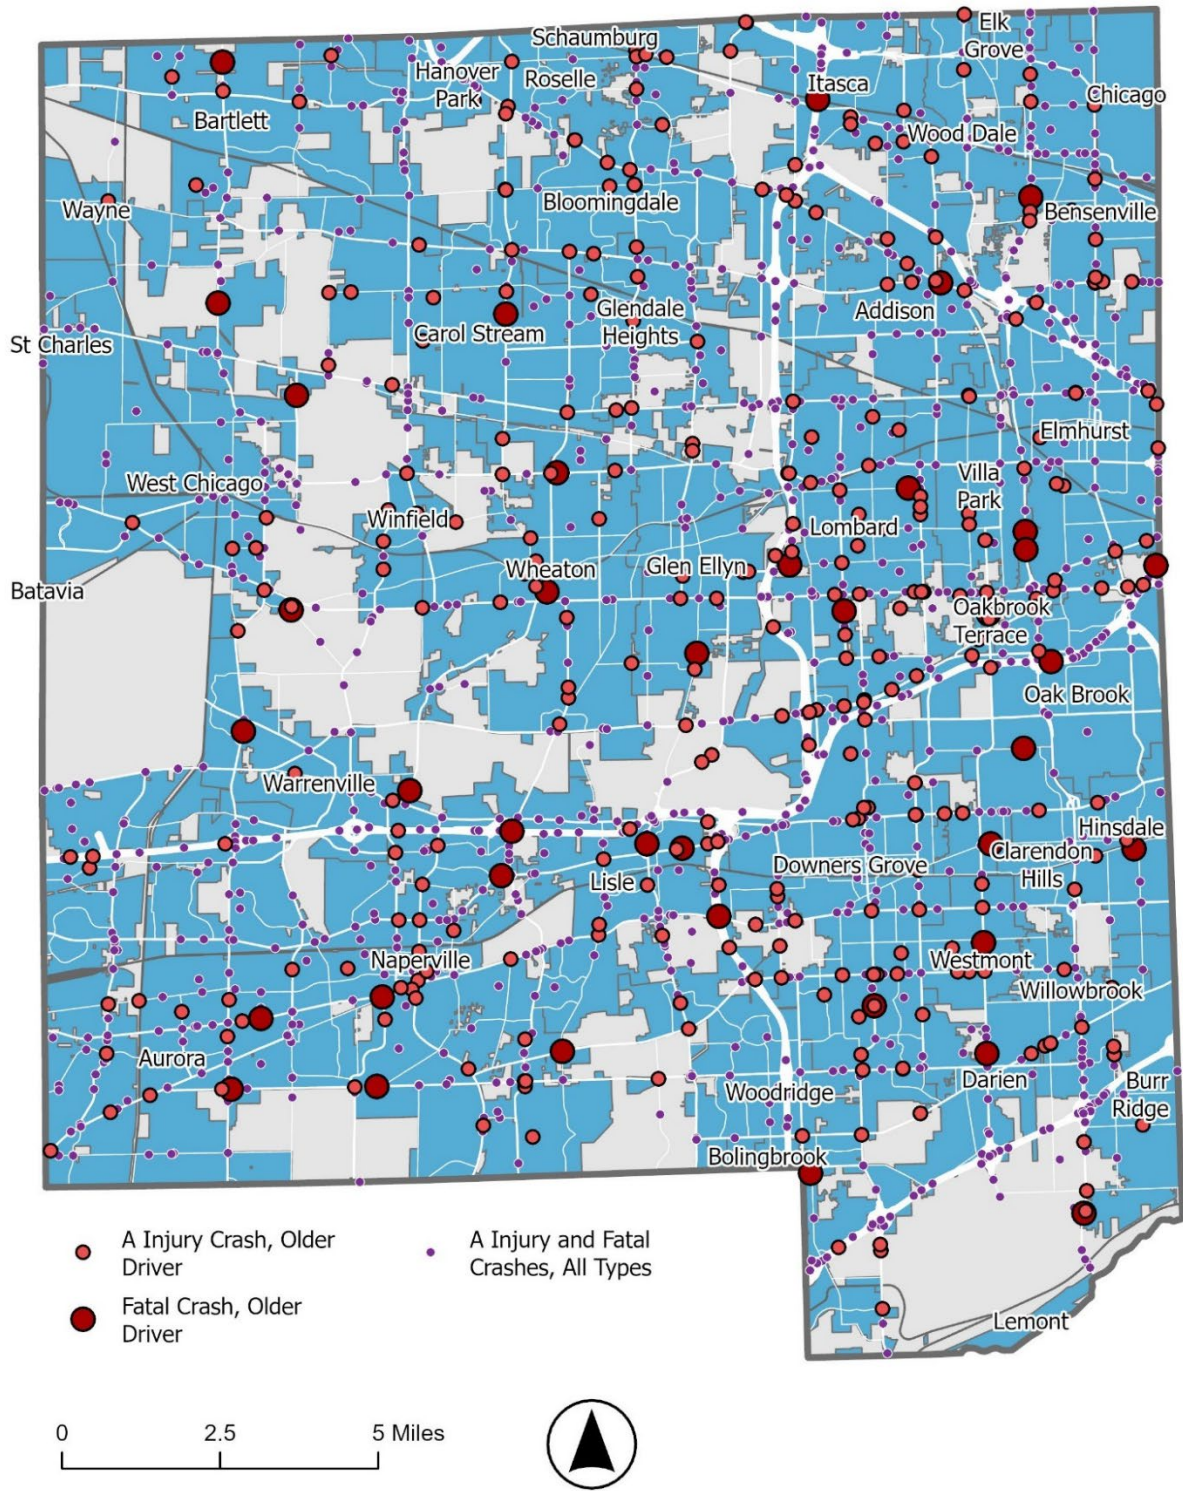 Elk
Grove
Schaumburg
Hanover
Park
Roselle
Itasca
Chicago
Bartlett
Wood Dale
Wayne
Bloomingdale
Bensenville
St Charles
Carol Stream
Glendale
Heights
Addison
Elmhurst
West Chicago
Villa
Park
Winfield
Lombard
Batavia
Wheaton
Glen Ellyn
Oakbrook
Terrace
Oak Brook
Warrenville
Hinsdale
Lisle
Downers Grove
Clarendon
Hills
Naperville
Westmont
Willowbrook
Aurora
Woodridge
Darien
Burr
Ridge
Bolingbrook
Lemont
A Injury Crash, Older
Driver
Fatal Crash, Older
Driver
A Injury and Fatal
Crashes, All Types
0 2.5 5 Miles